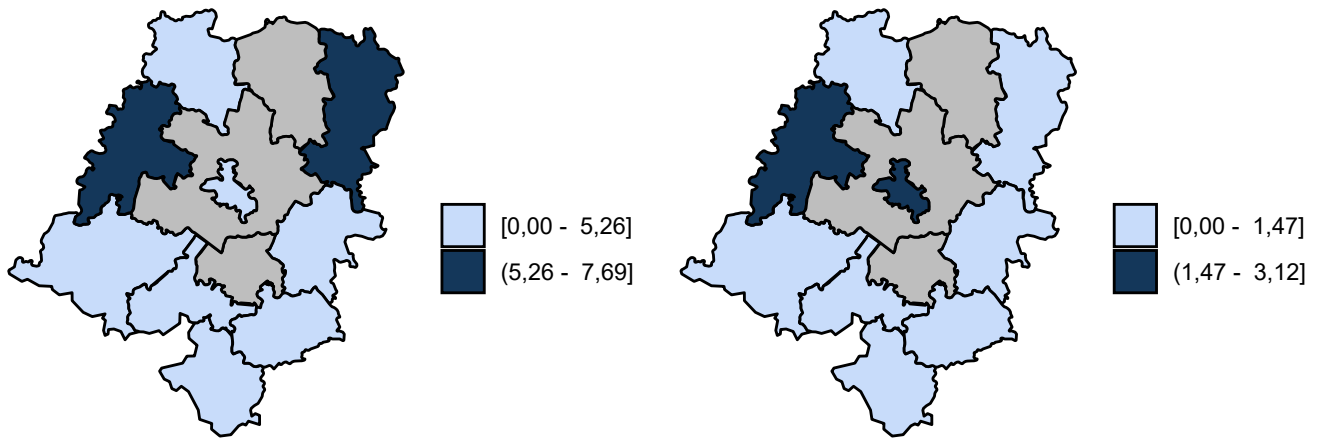 [0,00 - 5,26]
(5,26 - 7,69]
[0,00 - 1,47]
(1,47 - 3,12]